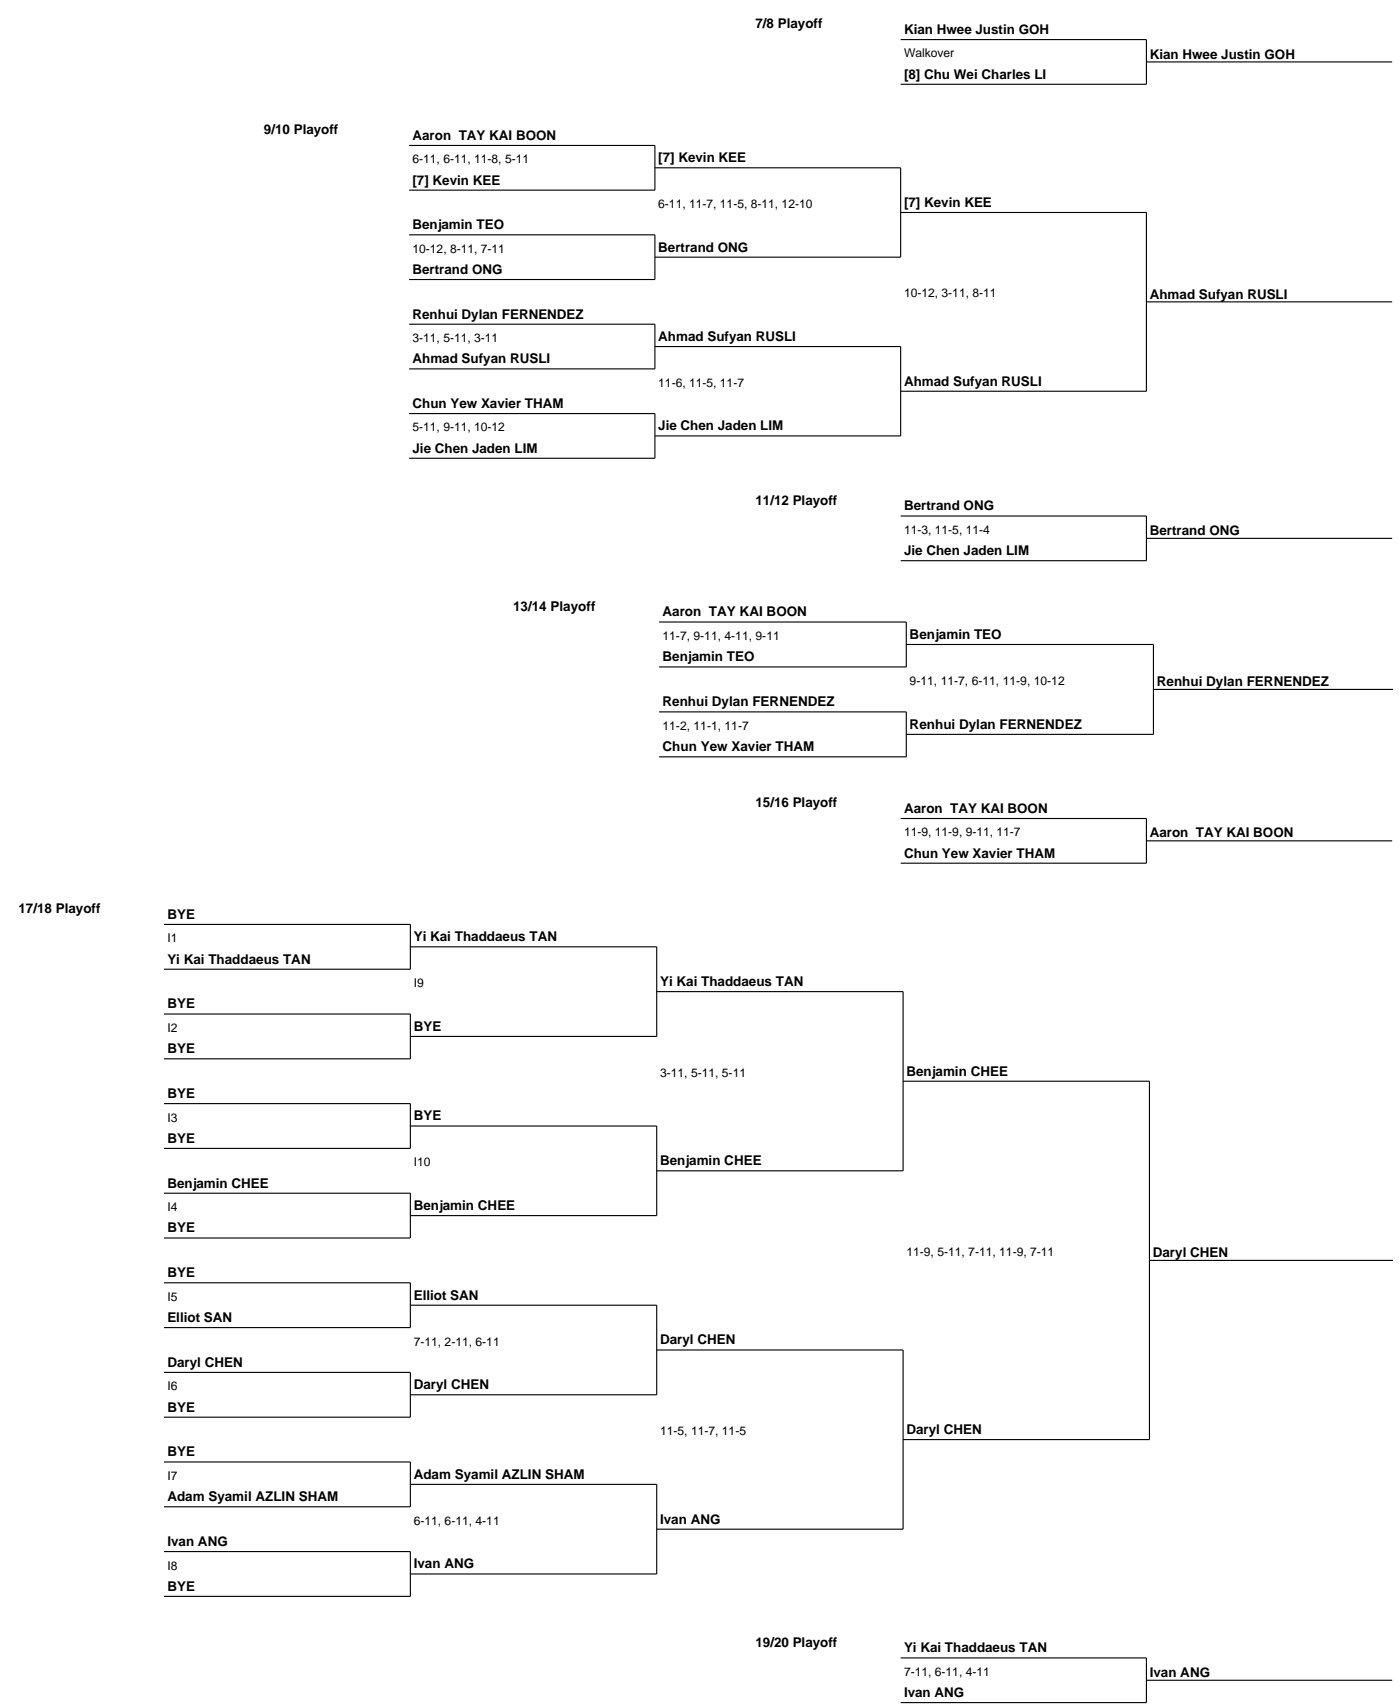 7/8 Playoff
Kian Hwee Justin GOH
Walkover
Kian Hwee Justin GOH
[8] Chu Wei Charles LI
9/10 Playoff
Aaron  TAY KAI BOON
6-11, 6-11, 11-8, 5-11
[7] Kevin KEE
[7] Kevin KEE
6-11, 11-7, 11-5, 8-11, 12-10
[7] Kevin KEE
Benjamin TEO
10-12, 8-11, 7-11
Bertrand ONG
Bertrand ONG
10-12, 3-11, 8-11
Ahmad Sufyan RUSLI
Renhui Dylan FERNENDEZ
3-11, 5-11, 3-11
Ahmad Sufyan RUSLI
Ahmad Sufyan RUSLI
11-6, 11-5, 11-7
Ahmad Sufyan RUSLI
Chun Yew Xavier THAM
5-11, 9-11, 10-12
Jie Chen Jaden LIM
Jie Chen Jaden LIM
11/12 Playoff
Bertrand ONG
11-3, 11-5, 11-4
Bertrand ONG
Jie Chen Jaden LIM
13/14 Playoff
Aaron  TAY KAI BOON
11-7, 9-11, 4-11, 9-11
Benjamin TEO
Benjamin TEO
9-11, 11-7, 6-11, 11-9, 10-12
Renhui Dylan FERNENDEZ
Renhui Dylan FERNENDEZ
11-2, 11-1, 11-7
Renhui Dylan FERNENDEZ
Chun Yew Xavier THAM
15/16 Playoff
Aaron  TAY KAI BOON
11-9, 11-9, 9-11, 11-7
Aaron  TAY KAI BOON
Chun Yew Xavier THAM
17/18 Playoff
BYE
I1
Yi Kai Thaddaeus TAN
Yi Kai Thaddaeus TAN
I9
Yi Kai Thaddaeus TAN
BYE
I2
BYE
BYE
3-11, 5-11, 5-11
Benjamin CHEE
BYE
I3
BYE
BYE
I10
Benjamin CHEE
Benjamin CHEE
I4
Benjamin CHEE
BYE
11-9, 5-11, 7-11, 11-9, 7-11
Daryl CHEN
BYE
I5
Elliot SAN
Elliot SAN
7-11, 2-11, 6-11
Daryl CHEN
Daryl CHEN
I6
Daryl CHEN
BYE
11-5, 11-7, 11-5
Daryl CHEN
BYE
I7
Adam Syamil AZLIN SHAM
Adam Syamil AZLIN SHAM
6-11, 6-11, 4-11
Ivan ANG
Ivan ANG
I8
Ivan ANG
BYE
19/20 Playoff
Yi Kai Thaddaeus TAN
7-11, 6-11, 4-11
Ivan ANG
Ivan ANG